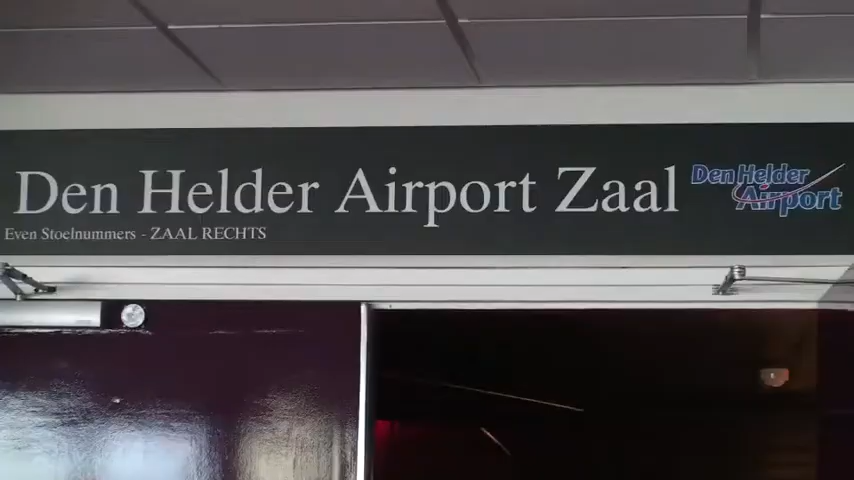 Den Helder Airport Zaal
Even Stoelnummers - ZAAL RECHTS
Den Helder
Airport